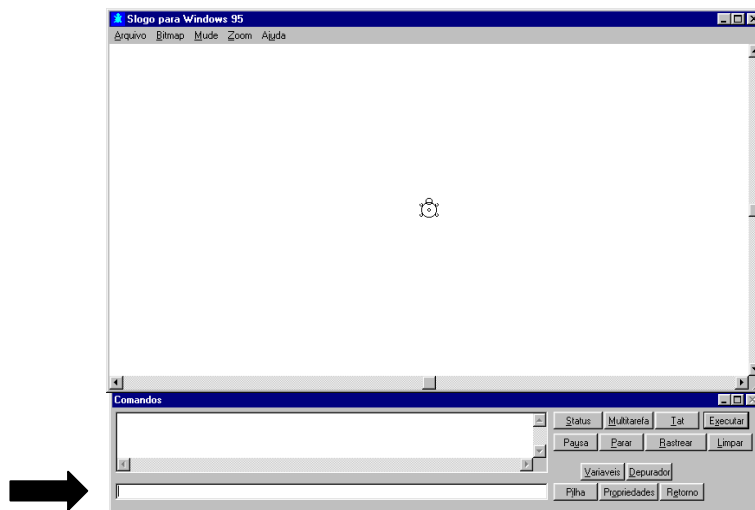 Slogo para Windows 95
Arquivo Bitmap Mude Zoom Ajuda
Comandos
Status Multitarefa Tat Executar
Pausa Parar Rastrear Limpar
Variaveis Depurador
Pilha Propriedades Retorno